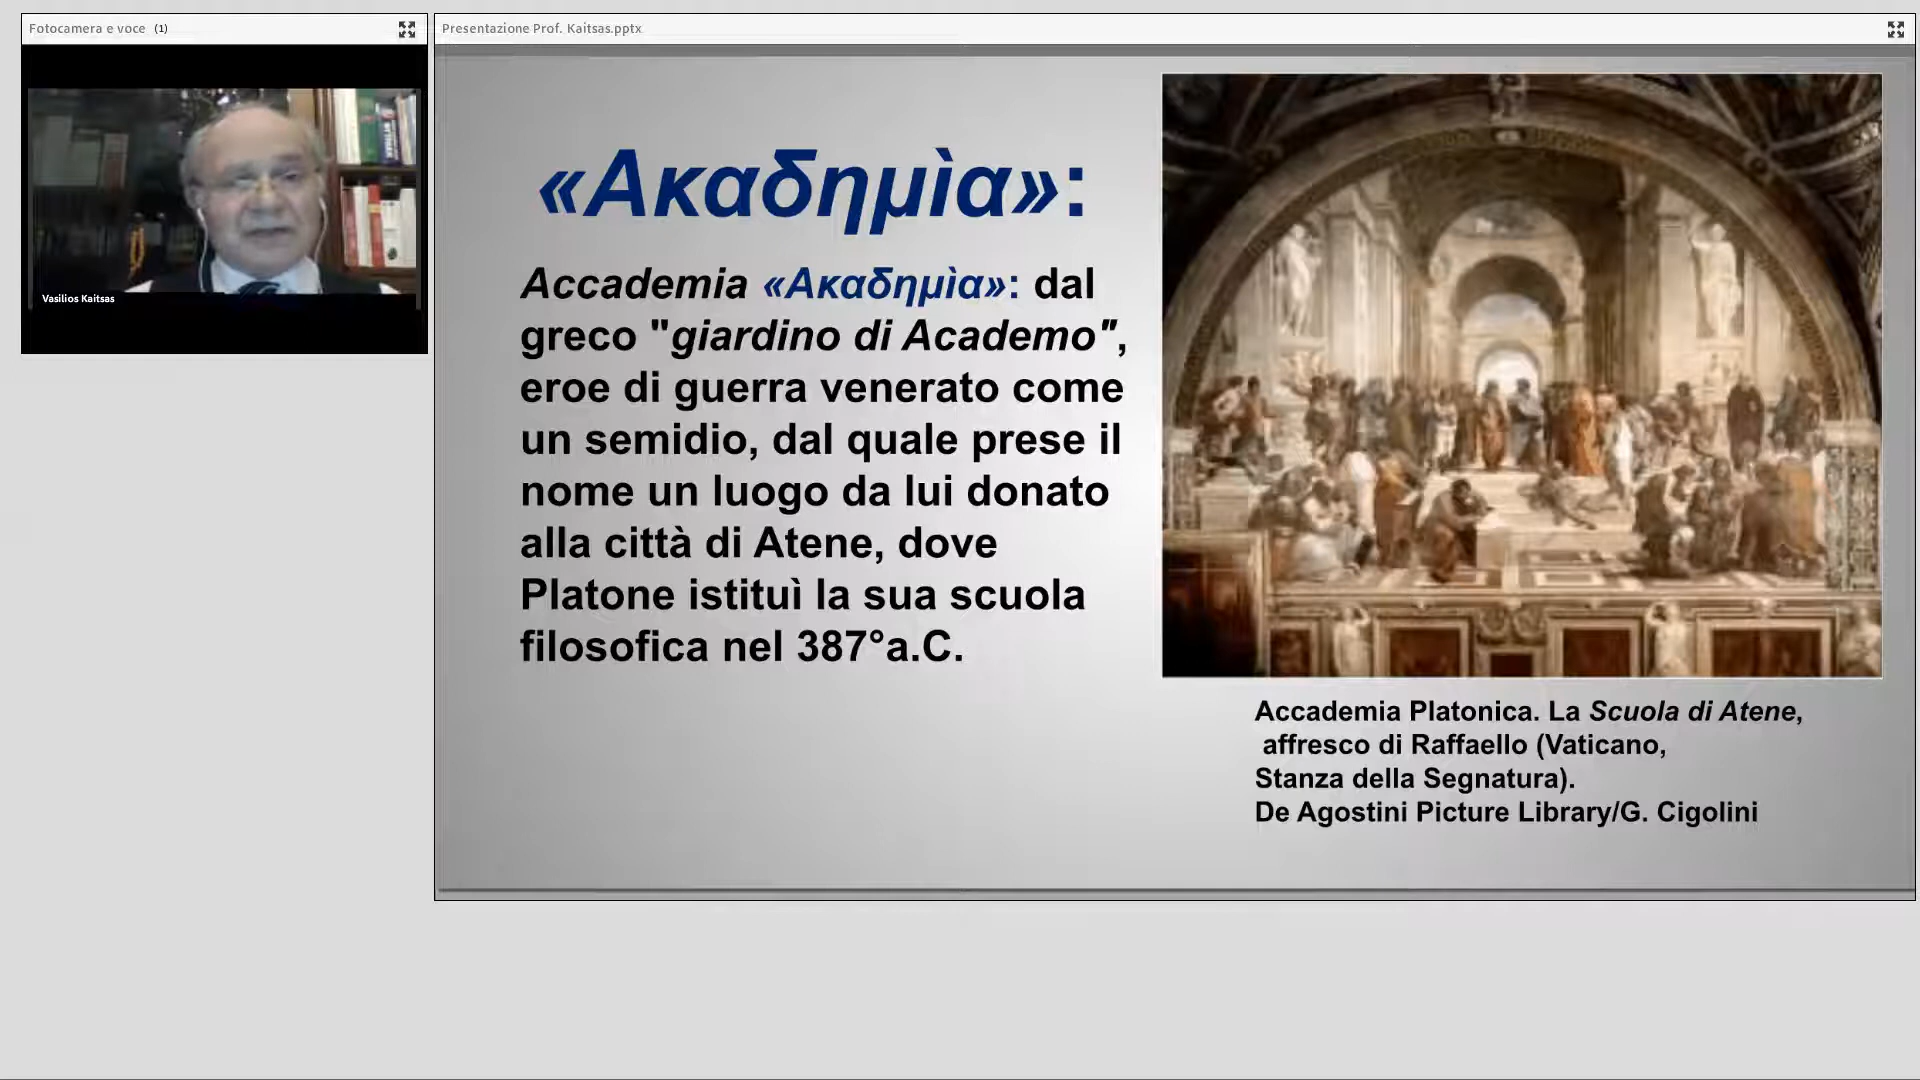 Fotocamera e voce (1)
Vasilios Kaitsas
Presentazione Prof. Kaitsas.pptx
«Ακαδημὶα»:
Accademia «Ακαδημὶα»: dal
greco "giardino di Academo",
eroe di guerra venerato come
un semidio, dal quale prese il
nome un luogo da lui donato
alla città di Atene, dove
Platone istituì la sua scuola
filosofica nel 387°a.C.
Accademia Platonica. La Scuola di Atene,
affresco di Raffaello (Vaticano,
Stanza della Segnatura).
De Agostini Picture Library/G. Cigolini